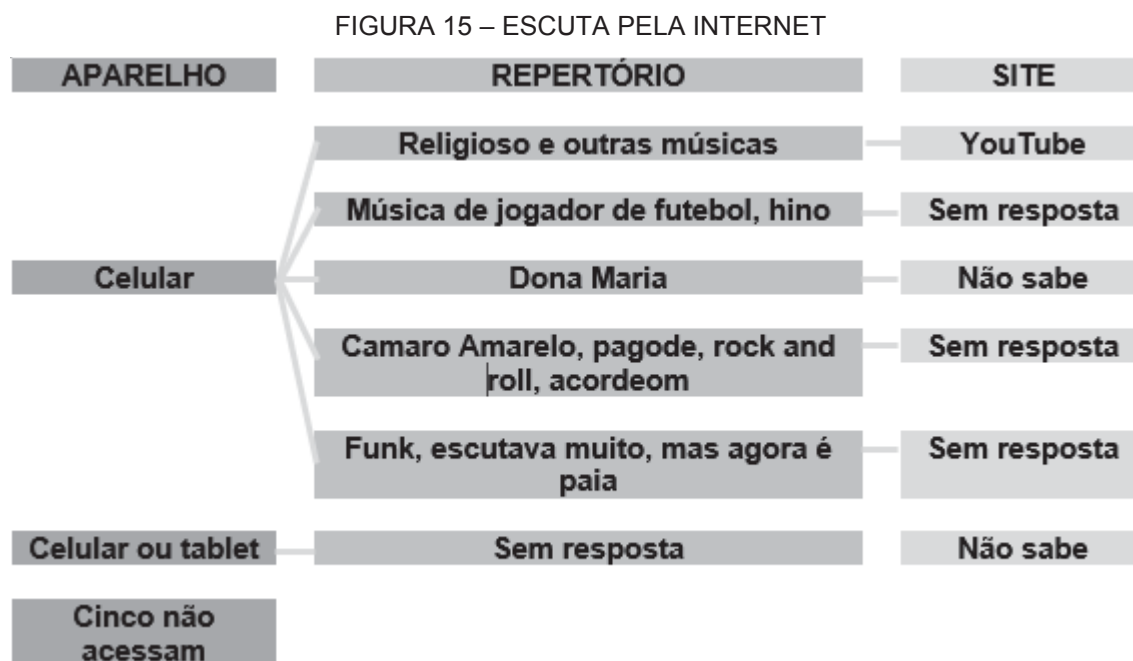 FIGURA 15 – ESCUTA PELA INTERNET
APARELHO REPERTÓRIO SITE
Religioso e outras músicas YouTube
Música de jogador de futebol, hino Sem resposta
Celular Dona Maria Não sabe
Camaro Amarelo, pagode, rock and Sem resposta
roll, acordeom
Funk, escutava muito, mas agora é Sem resposta
paia
Celular ou tablet Sem resposta Não sabe
Cinco não
acessam